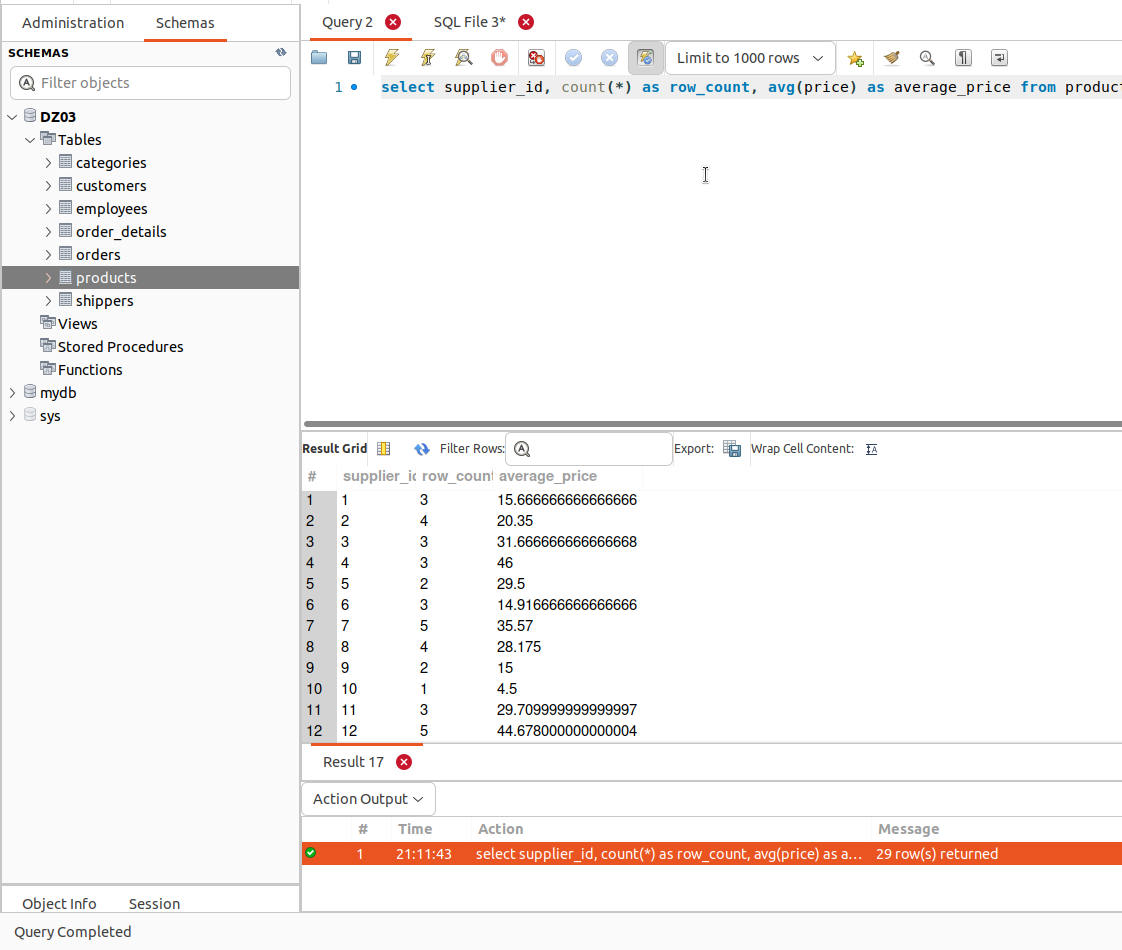 Administration Schemas
SCHEMAS
Filter objects
DZ03
Tables
categories
customers
employees
order_details
orders
products
shippers
Views
Stored Procedures
Functions
mydb
sys
Object Info Session
Query Completed
Query 2 SQL File 3*
Limit to 1000 rows
1 select supplier_id, count(*) as row_count, avg(price) as average_price from produc
Result Grid Filter Rows: Export: Wrap Cell Content:
# supplier_ic row_count average_price
1 1 3 15.666666666666666
2 2 4 20.35
3 3 3 31.666666666666668
4 4 3 46
5 5 2 29.5
6 6 3 14.916666666666666
7 7 5 35.57
8 8 4 28.175
9 9 2 15
10 10 1 4.5
11 11 3 29.709999999999997
12 12 5 44.678000000000004
Result 17
Action Output
# Time Action Message
1 21:11:43 select supplier_id, count(*) as row_count, avg(price) as a... 29 row(s) returned